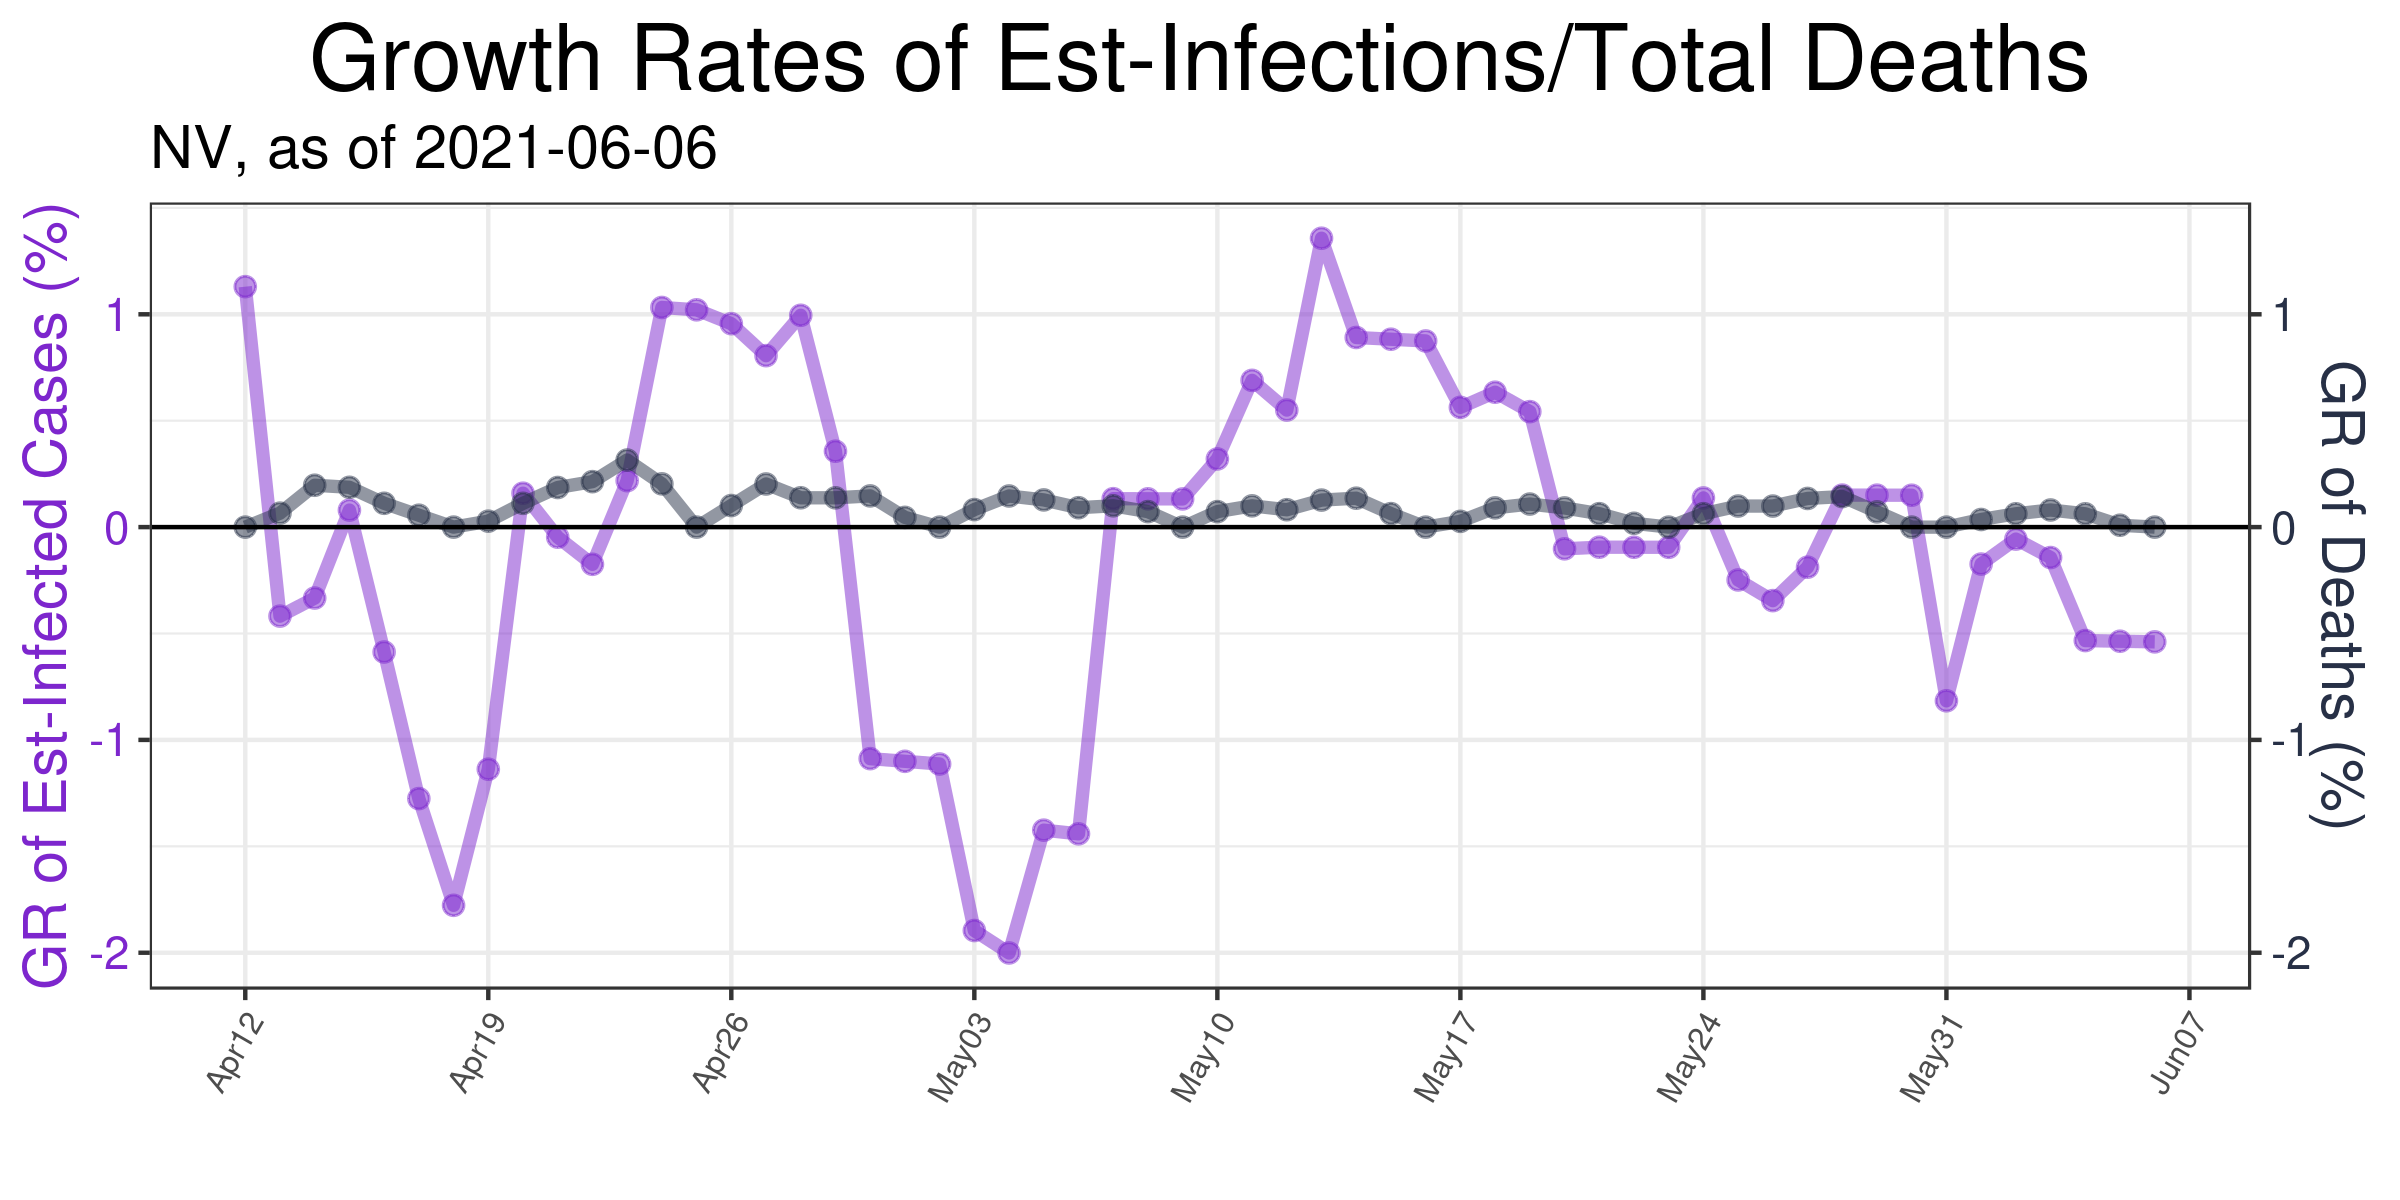 Growth Rates of Est-Infections/Total Deaths
NV, as of 2021-06-06
GR of Est-Infected Cases (%)
1
0
-1
-2
1
0
-1
-2
GR of Deaths (%)
Apr12
Apr19
Apr26
May03
May10
May17
May24
May31
Jun07